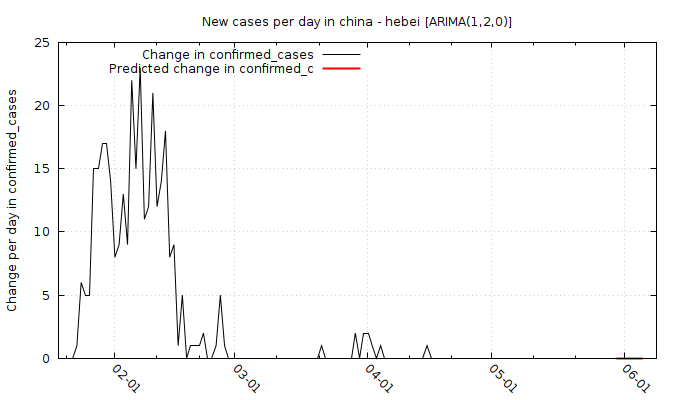 New cases per day in china - hebei [ARIMA(1,2,0)]
Change in confirmed_cases
Predicted change in confirmed_c
Change per day in confirmed_cases
25
20
15
10
5
0
02-01
03-01
04-01
05-01
06-01